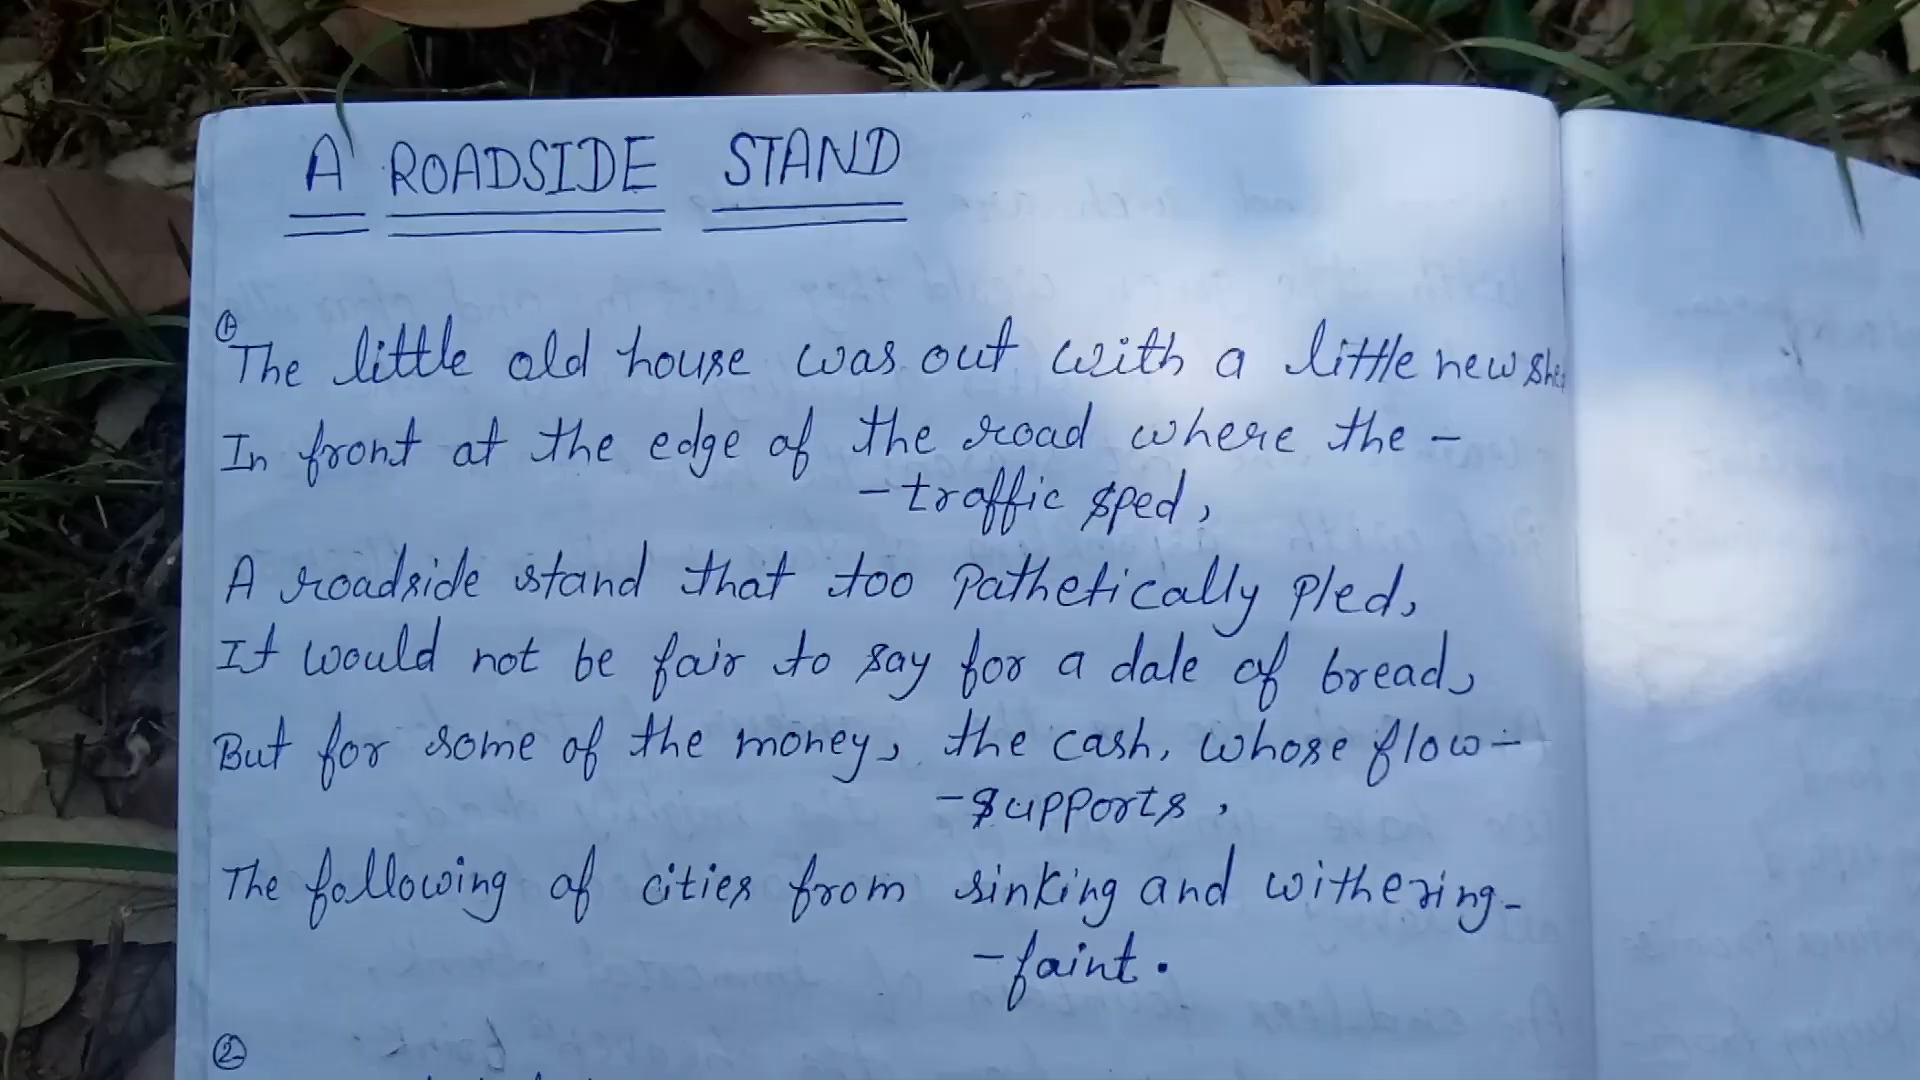 A ROADSIDE STAND
① The little old house was out with a little new she
In front at the edge of the road where the -
- traffic sped,
A roadside stand that too Pathetically Pled,
It would not be fair to say for a dale of bread,
But for some of the money, the cash, whose flow -
- supports,
The following of cities from sinking and withering -
- faint.
②